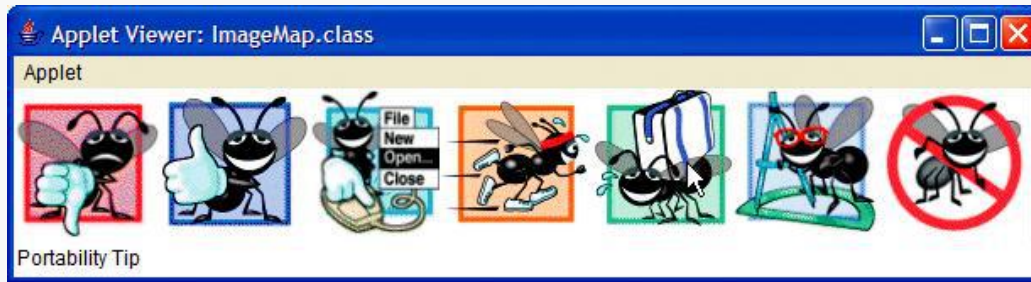 Applet Viewer: ImageMap.class
Applet
File
New
Open...
Close
Portability Tip